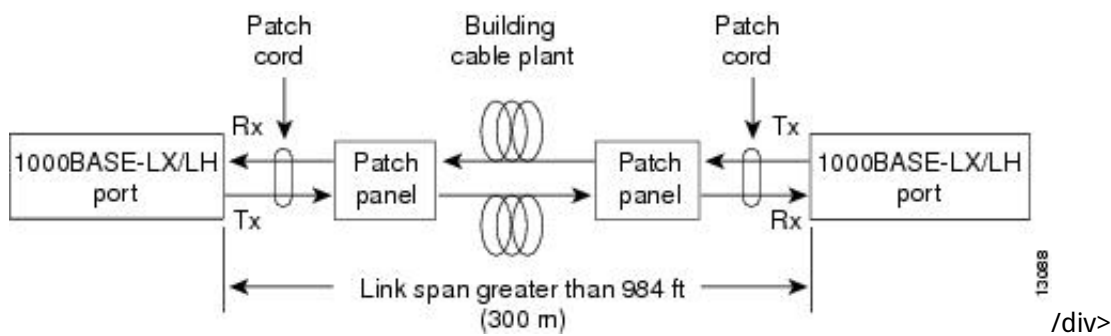 Patch
cord
Building
cable plant
Patch
cord
Rx
Tx
1000BASE-LX/LH
port
Patch
panel
Patch
panel
1000BASE-LX/LH
port
Tx
Rx
Link span greater than 984 ft
(300 m)
13088
/div>